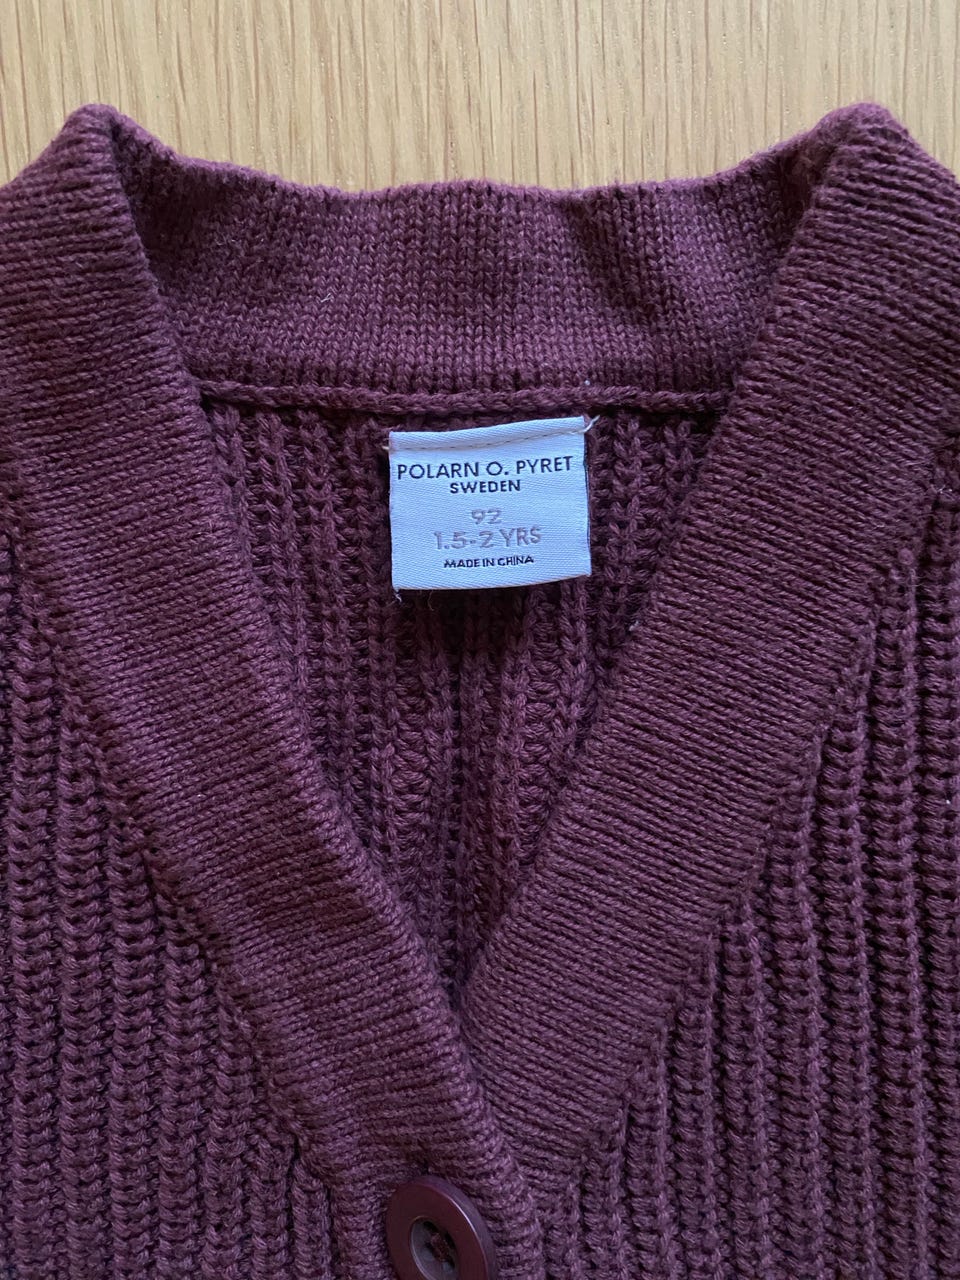 POLARN O. PYRET
SWEDEN
92
1.5-2 YRS
MADE IN CHINA